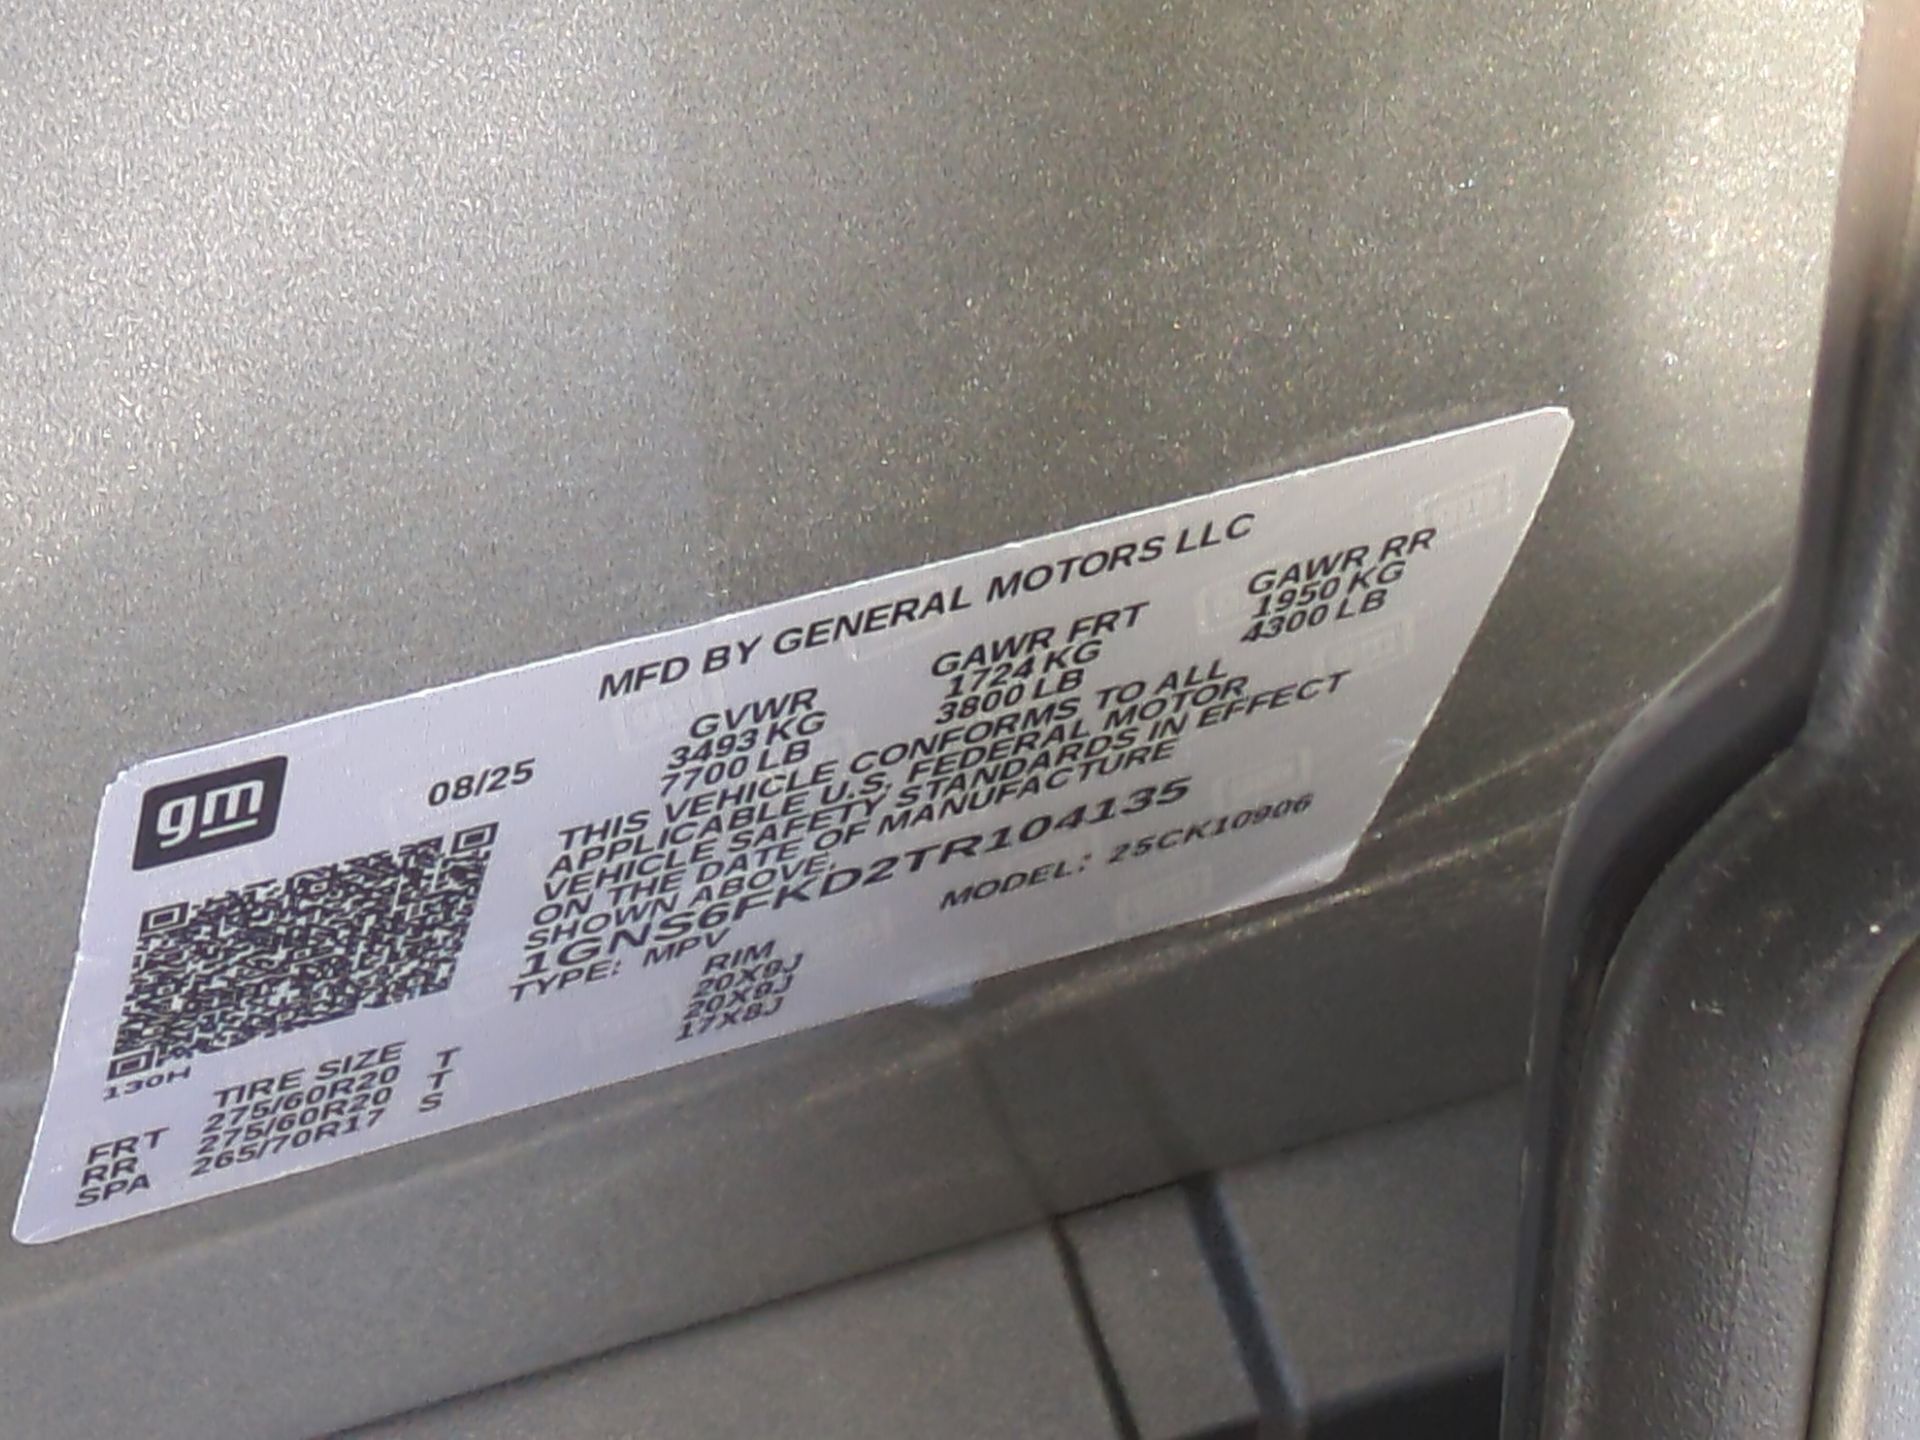 MFD BY GENERAL MOTORS LLC
gm
08/25
GVWR GAWR FRT GAWR RR
3493 KG 1724 KG 1950 KG
7700 LB 3800 LB 4300 LB
THIS VEHICLE CONFORMS TO ALL
APPLICABLE U.S. FEDERAL MOTOR
VEHICLE SAFETY STANDARDS IN EFFECT
ON THE DATE OF MANUFACTURE
SHOWN ABOVE.
1GNS6FKD2TR104135
TYPE: MPV MODEL: 25CK10906
130H
TIRE SIZE RIM
FRT 275/60R20 T 20X9J
RR 275/60R20 T 20X9J
SPA 265/70R17 S 17X8J